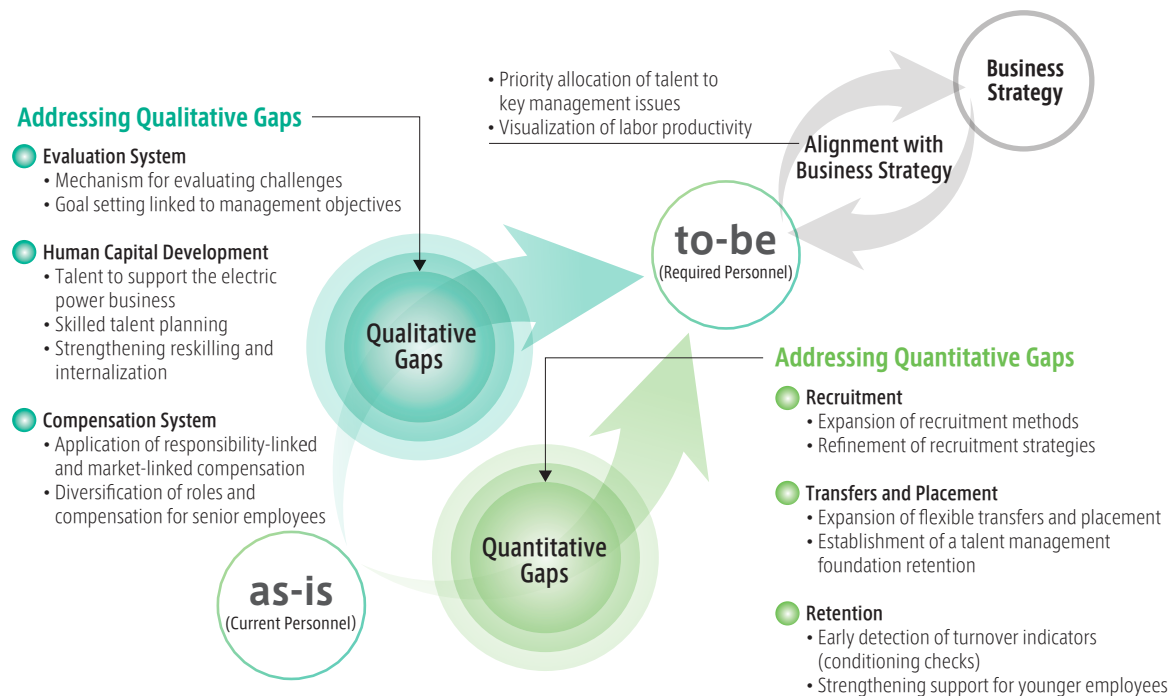 Business
Strategy
• Priority allocation of talent to
key management issues
• Visualization of labor productivity
Alignment with
Business Strategy
to-be
(Required Personnel)
Addressing Qualitative Gaps
Evaluation System
• Mechanism for evaluating challenges
• Goal setting linked to management objectives
Human Capital Development
• Talent to support the electric
power business
• Skilled talent planning
• Strengthening reskilling and
internalization
Compensation System
• Application of responsibility-linked
and market-linked compensation
• Diversification of roles and
compensation for senior employees
Qualitative
Gaps
Quantitative
Gaps
as-is
(Current Personnel)
Addressing Quantitative Gaps
Recruitment
• Expansion of recruitment methods
• Refinement of recruitment strategies
Transfers and Placement
• Expansion of flexible transfers and placement
• Establishment of a talent management
foundation retention
Retention
• Early detection of turnover indicators
(conditioning checks)
• Strengthening support for younger employees